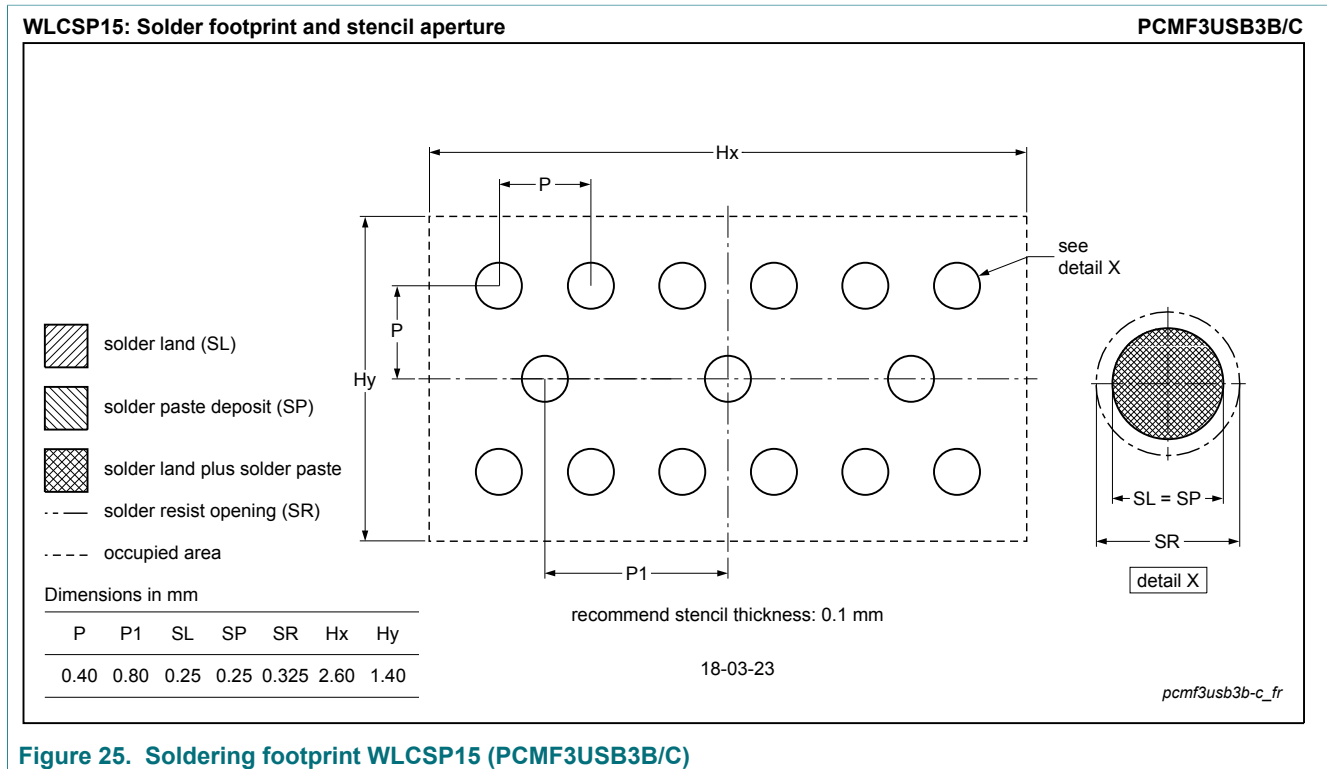 WLCSP15: Solder footprint and stencil aperture PCMF3USB3B/C
Hx
P
see
detail X
P
Hy
solder land (SL)
solder paste deposit (SP)
solder land plus solder paste
solder resist opening (SR)
occupied area
SL = SP
SR
P1
detail X
Dimensions in mm
recommend stencil thickness: 0.1 mm
P P1 SL SP SR Hx Hy
0.40 0.80 0.25 0.25 0.325 2.60 1.40
18-03-23
pcmf3usb3b-c_fr
Figure 25. Soldering footprint WLCSP15 (PCMF3USB3B/C)